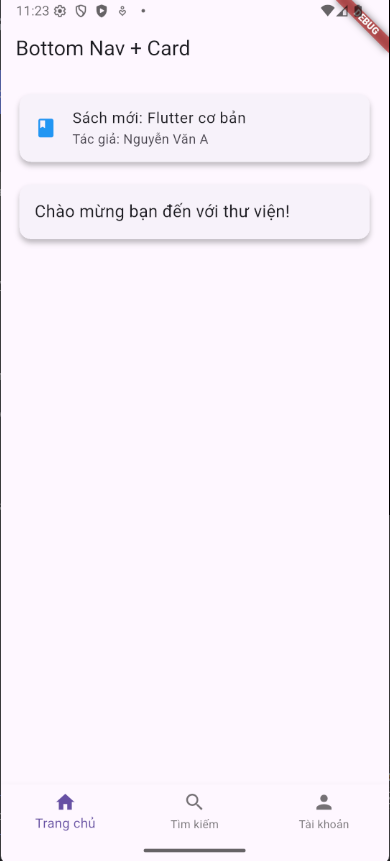 11:23
Bottom Nav + Card
Sách mới: Flutter cơ bản
Tác giả: Nguyễn Văn A
Chào mừng bạn đến với thư viện!
Trang chủ
Tìm kiếm
Tài khoản